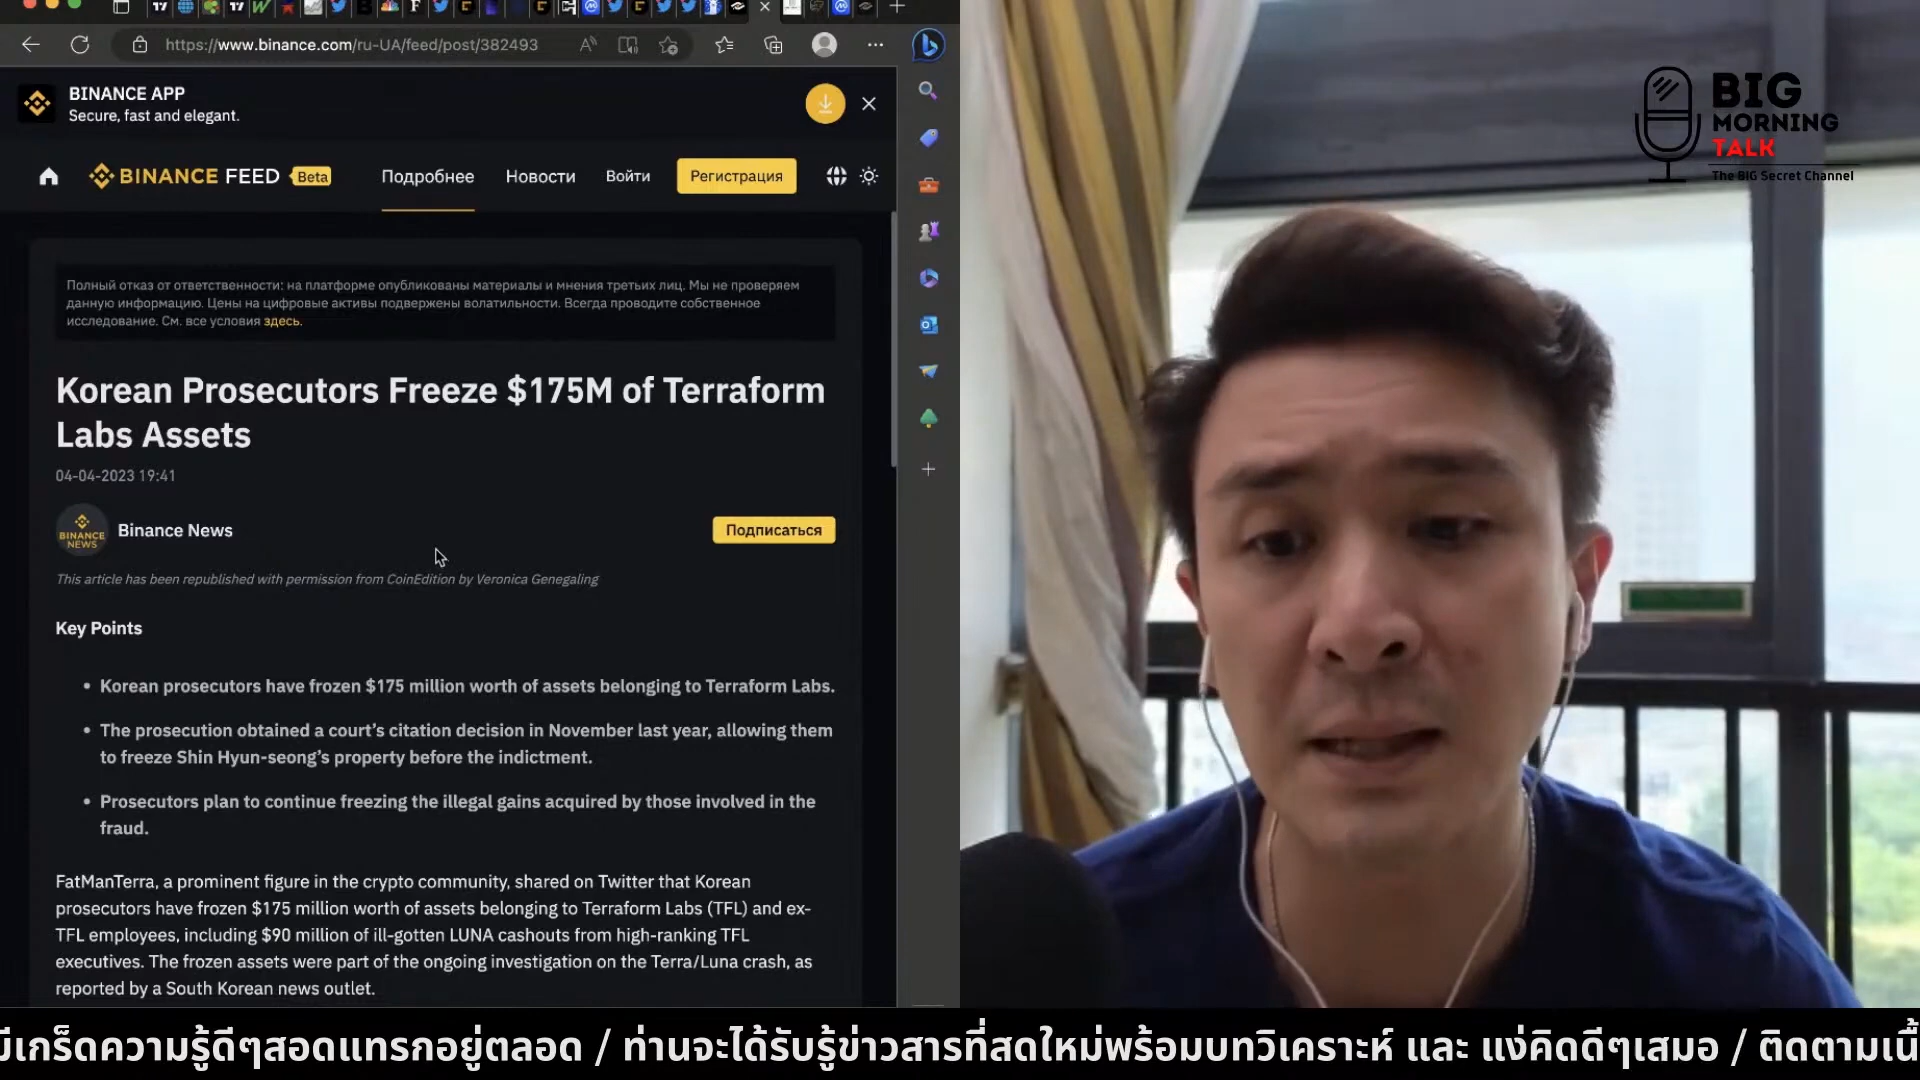 https://www.binance.com/ru-UA/feed/post/382493
BINANCE APP
Secure, fast and elegant.
BINANCE FEED Beta Подробнее Новости Войти Регистрация
Полный отказ от ответственности: на платформе опубликованы материалы и мнения третьих лиц. Мы не проверяем
данную информацию. Цены на цифровые активы подвержены волатильности. Всегда проводите собственное
исследование. См. все условия здесь.
Korean Prosecutors Freeze $175M of Terraform
Labs Assets
04-04-2023 19:41
BINANCE
NEWS
Binance News
Подписаться
This article has been republished with permission from CoinEdition by Veronica Genegaling
Key Points
• Korean prosecutors have frozen $175 million worth of assets belonging to Terraform Labs.
• The prosecution obtained a court’s citation decision in November last year, allowing them
to freeze Shin Hyun-seong’s property before the indictment.
• Prosecutors plan to continue freezing the illegal gains acquired by those involved in the
fraud.
FatManTerra, a prominent figure in the crypto community, shared on Twitter that Korean
prosecutors have frozen $175 million worth of assets belonging to Terraform Labs (TFL) and ex-
TFL employees, including $90 million of ill-gotten LUNA cashouts from high-ranking TFL
executives. The frozen assets were part of the ongoing investigation on the Terra/Luna crash, as
reported by a South Korean news outlet.
BIG
MORNING
TALK
The BIG Secret Channel
มีเกร็ดความรู้ดีๆสอดแทรกอยู่ตลอด / ท่านจะได้รับรู้ข่าวสารที่สดใหม่พร้อมบทวิเคราะห์ และ แง่คิดดีๆเสมอ / ติดตามเนื้